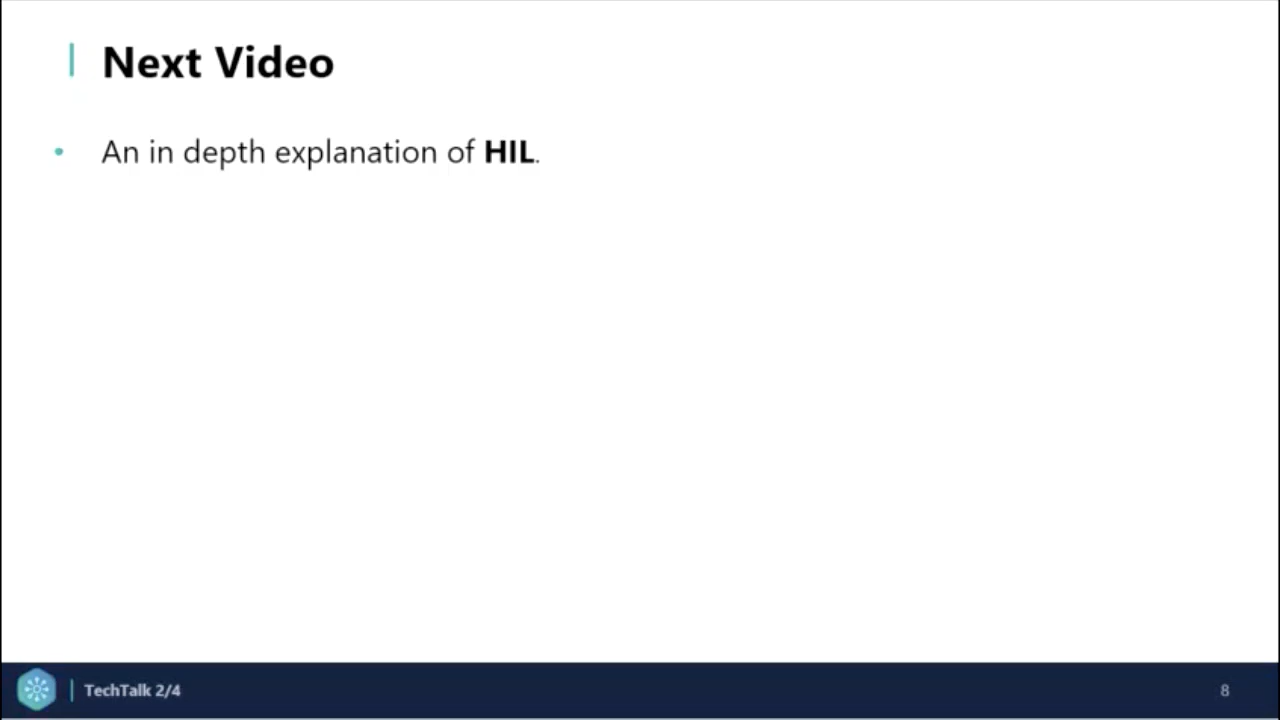 Next Video
• An in depth explanation of HIL.
TechTalk 2/4
8